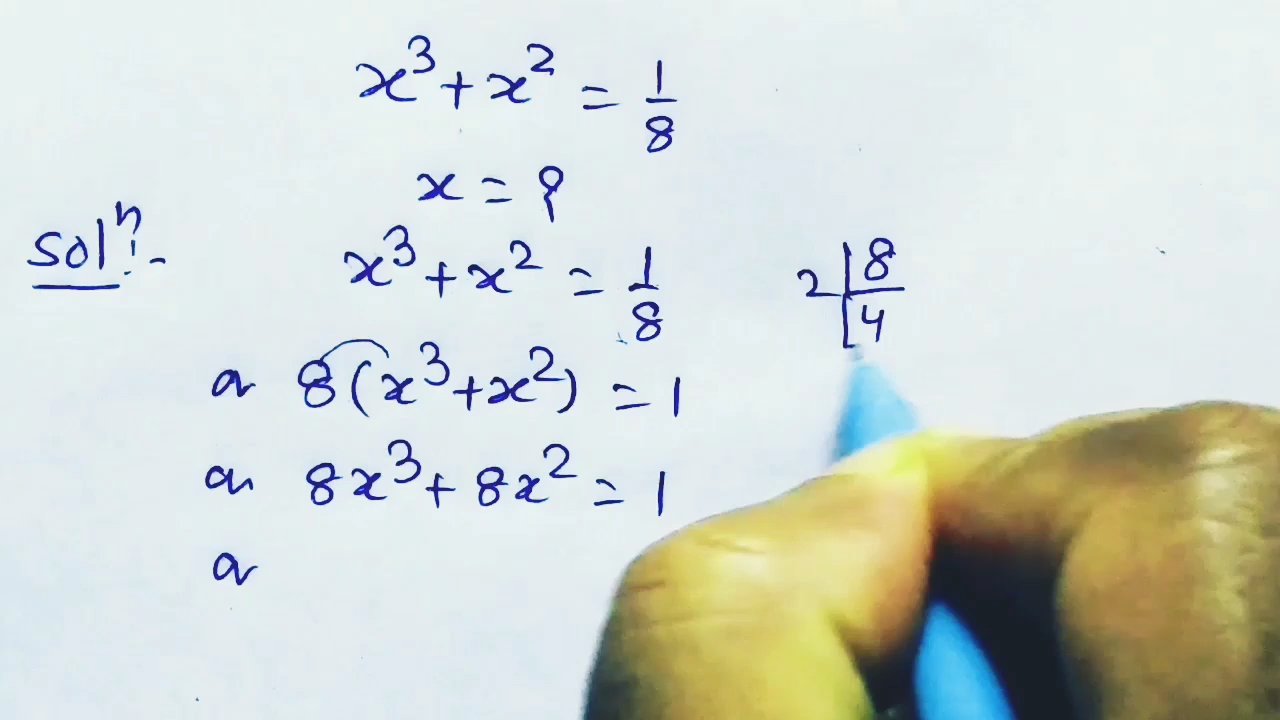 x³ + x² = 1/8
x = ?
Solⁿ:-
x³ + x² = 1/8
or 8(x³ + x²) = 1
or 8x³ + 8x² = 1
or
2 | 8
4